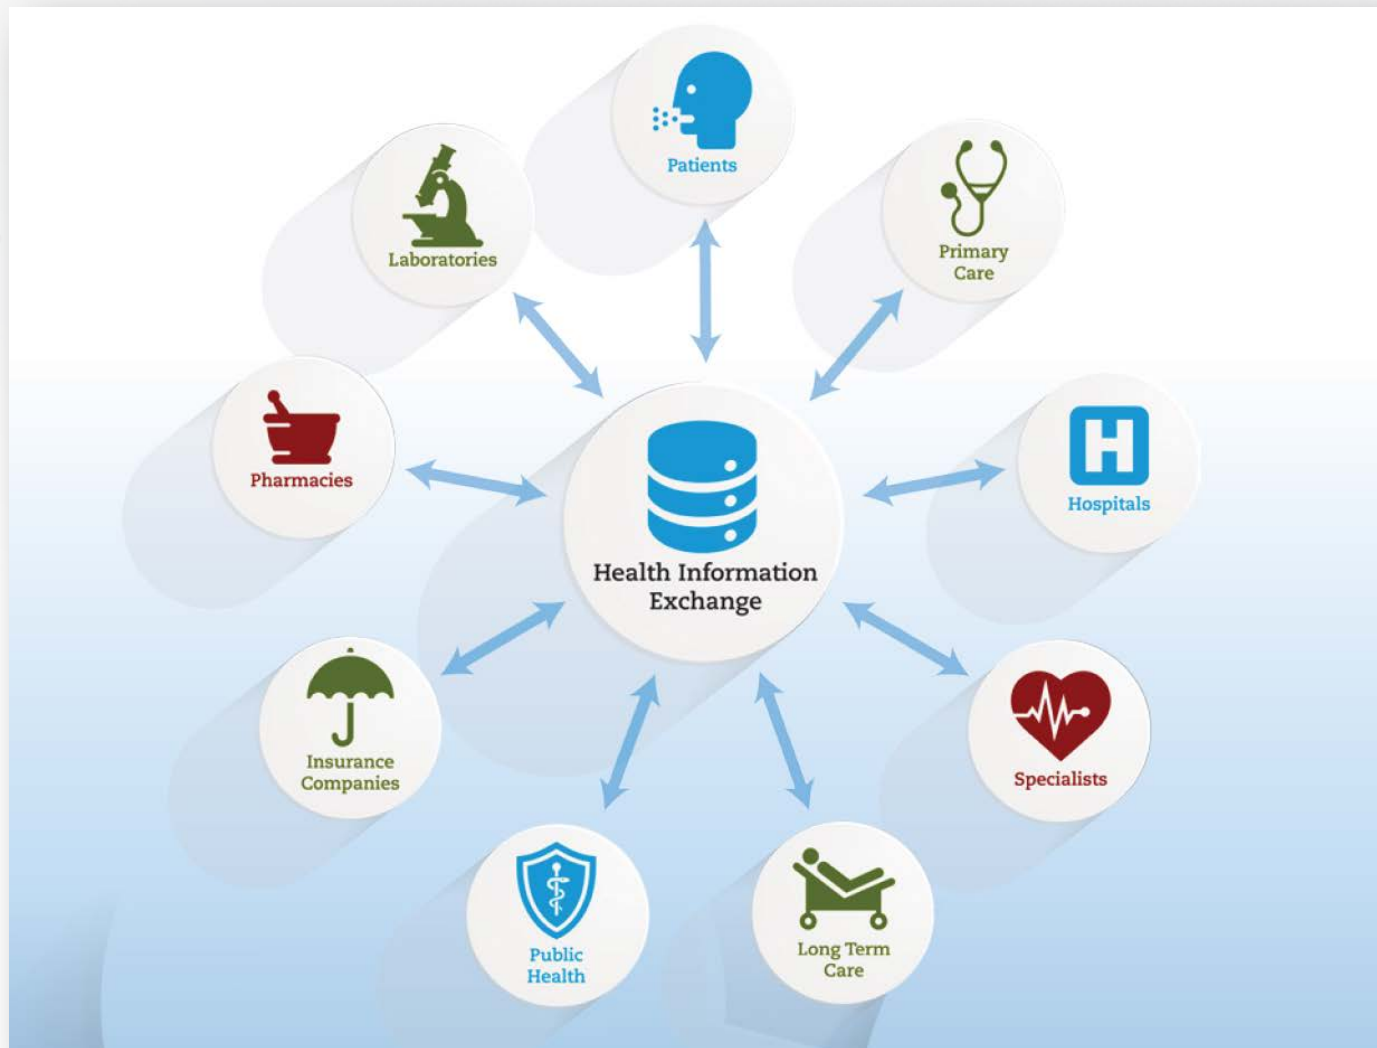 Patients
Laboratories
Primary
Care
Pharmacies
Hospitals
Health Information
Exchange
Insurance
Companies
Specialists
Public
Health
Long Term
Care